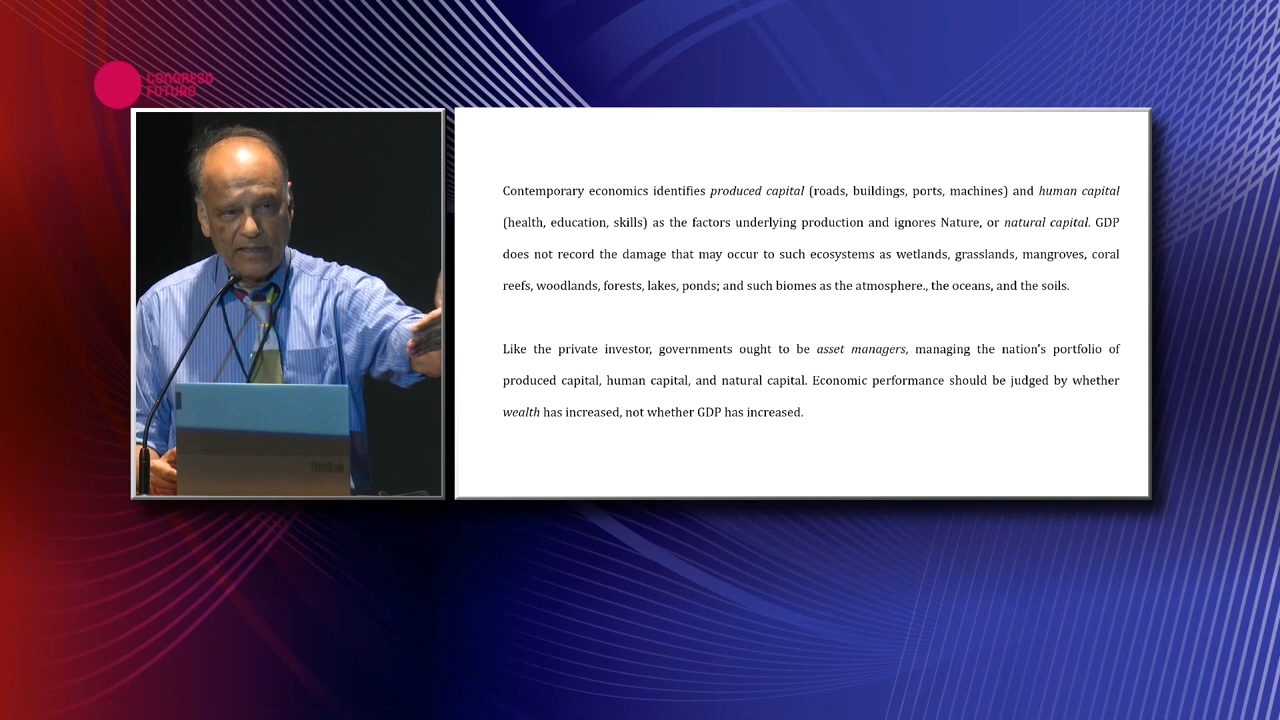 CONGRESO
FUTURO
Contemporary economics identifies produced capital (roads, buildings, ports, machines) and human capital
(health, education, skills) as the factors underlying production and ignores Nature, or natural capital. GDP
does not record the damage that may occur to such ecosystems as wetlands, grasslands, mangroves, coral
reefs, woodlands, forests, lakes, ponds; and such biomes as the atmosphere., the oceans, and the soils.
Like the private investor, governments ought to be asset managers, managing the nation's portfolio of
produced capital, human capital, and natural capital. Economic performance should be judged by whether
wealth has increased, not whether GDP has increased.
ThinkBook